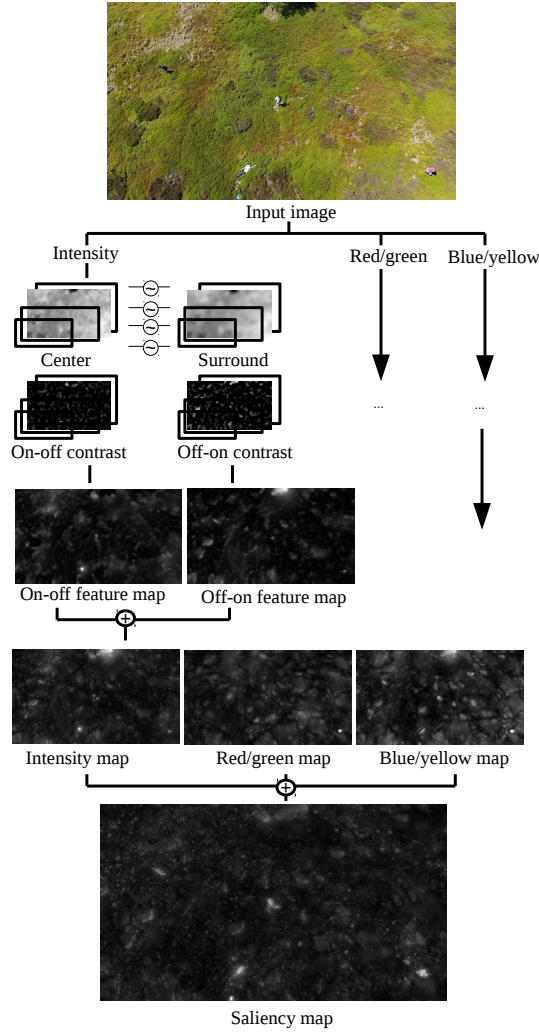 Input image
Intensity
Red/green
Blue/yellow
Center
Surround
...
...
On-off contrast
Off-on contrast
On-off feature map
Off-on feature map
Intensity map
Red/green map
Blue/yellow map
Saliency map